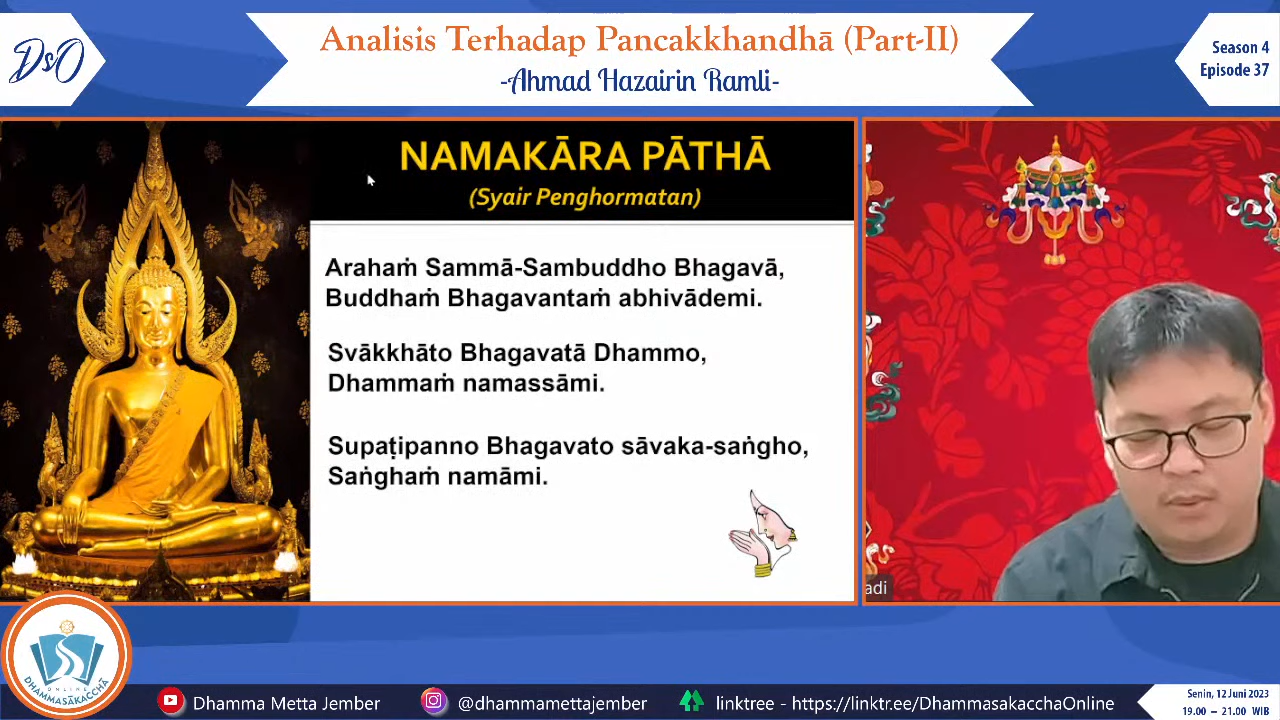 DsO
Analisis Terhadap Pancakkhandhā (Part-II)
-Ahmad Hazairin Ramli-
Season 4
Episode 37
NAMAKĀRA PĀTHĀ
(Syair Penghormatan)
Arahaṁ Sammā-Sambuddho Bhagavā,
Buddhaṁ Bhagavantaṁ abhivādemi.
Svākkhāto Bhagavatā Dhammo,
Dhammaṁ namassāmi.
Supaṭipanno Bhagavato sāvaka-saṅgho,
Saṅghaṁ namāmi.
adi
ONLINE
DHAMMASĀKACCHĀ
Dhamma Metta Jember
@dhammamettajember
linktree - https://linktr.ee/DhammasakacchaOnline
Senin, 12 Juni 2023
19.00 – 21.00 WIB